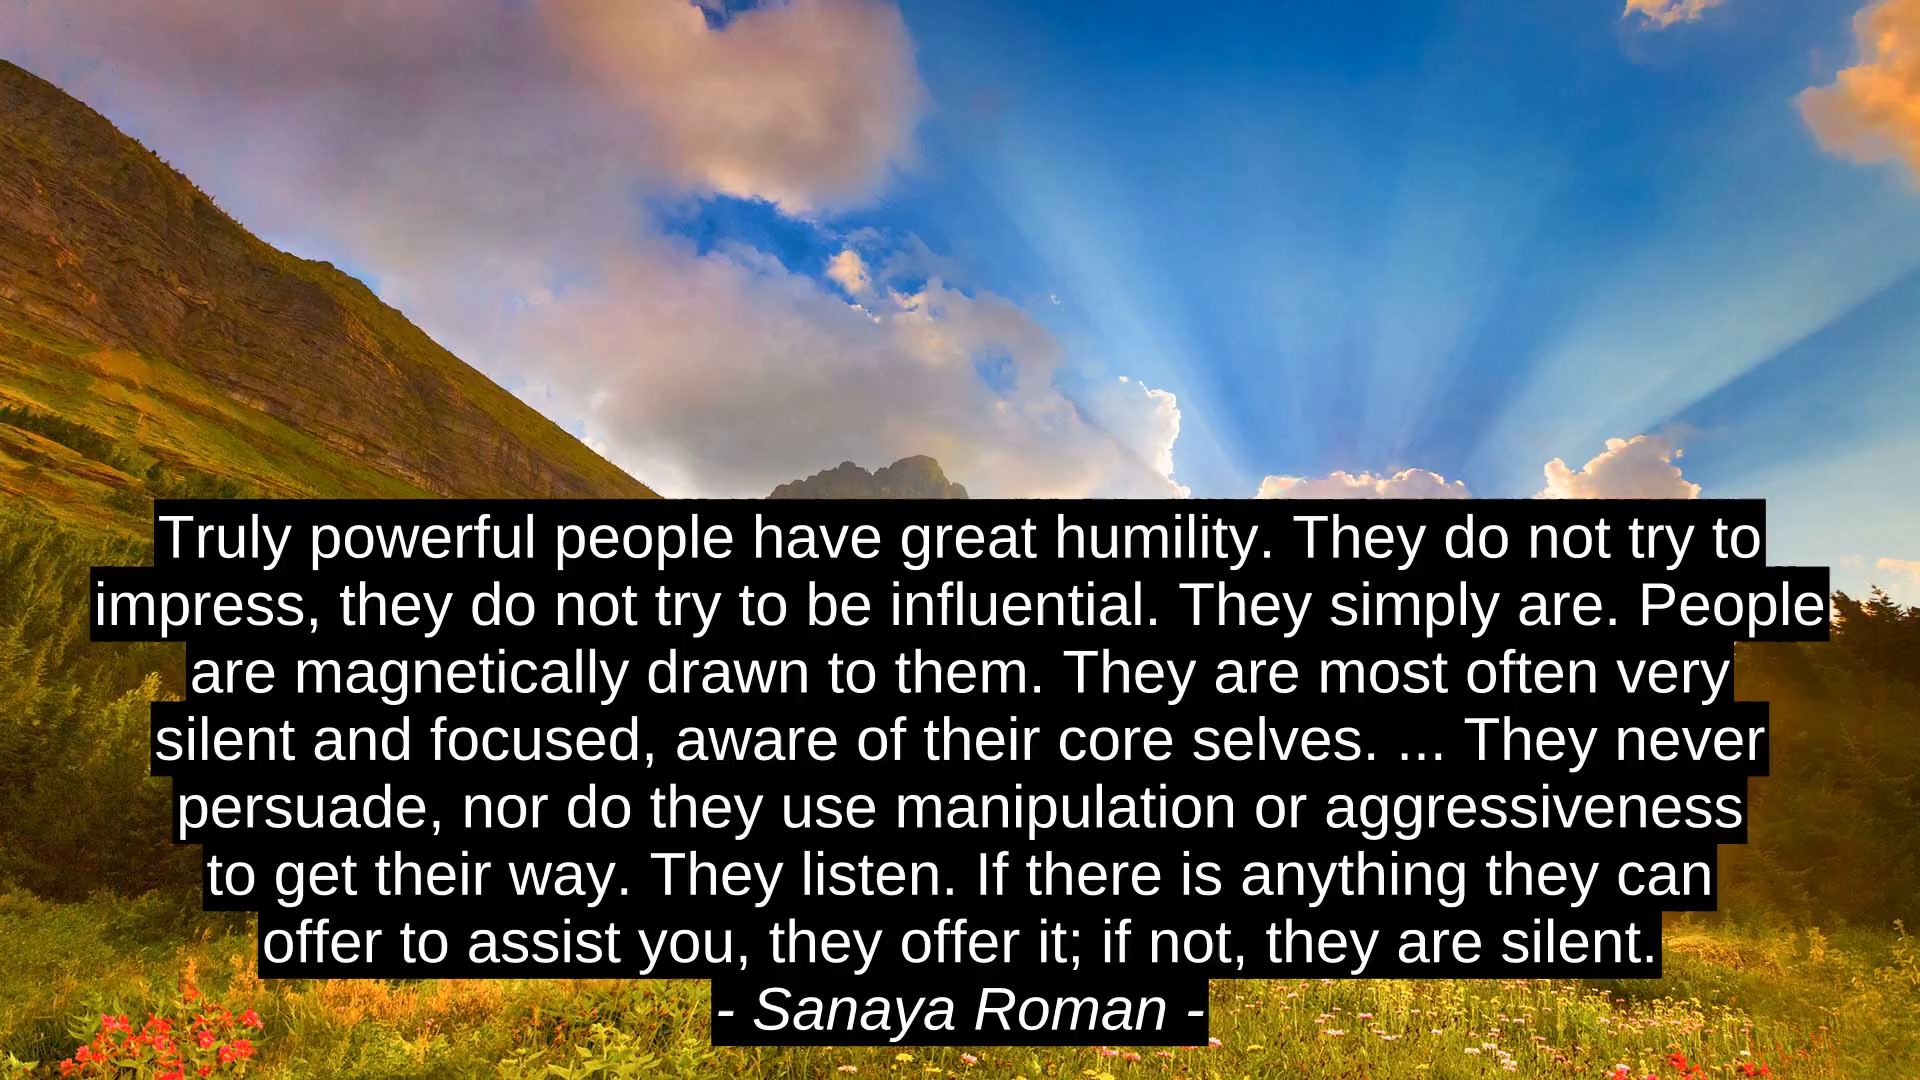 Truly powerful people have great humility. They do not try to
impress, they do not try to be influential. They simply are. People
are magnetically drawn to them. They are most often very
silent and focused, aware of their core selves. ... They never
persuade, nor do they use manipulation or aggressiveness
to get their way. They listen. If there is anything they can
offer to assist you, they offer it; if not, they are silent.
- Sanaya Roman -